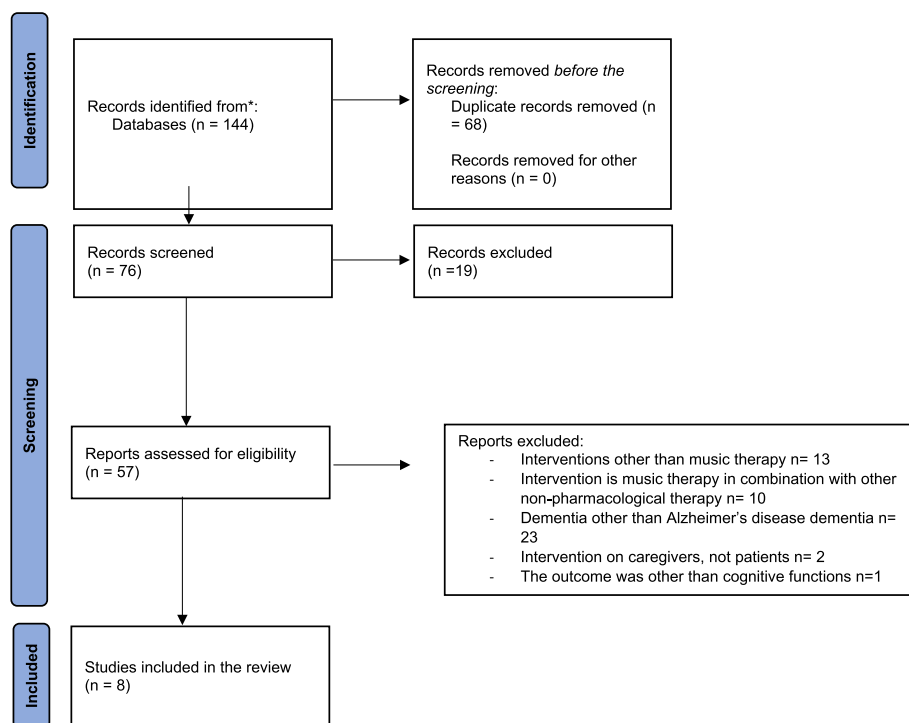 Identification
Records identified from*:
Databases (n = 144)
Records removed before the
screening:
Duplicate records removed (n
= 68)
Records removed for other
reasons (n = 0)
Screening
Records screened
(n = 76)
Records excluded
(n =19)
Reports assessed for eligibility
(n = 57)
Reports excluded:
- Interventions other than music therapy n= 13
- Intervention is music therapy in combination with other
non-pharmacological therapy n= 10
- Dementia other than Alzheimer's disease dementia n=
23
- Intervention on caregivers, not patients n= 2
- The outcome was other than cognitive functions n=1
Included
Studies included in the review
(n = 8)